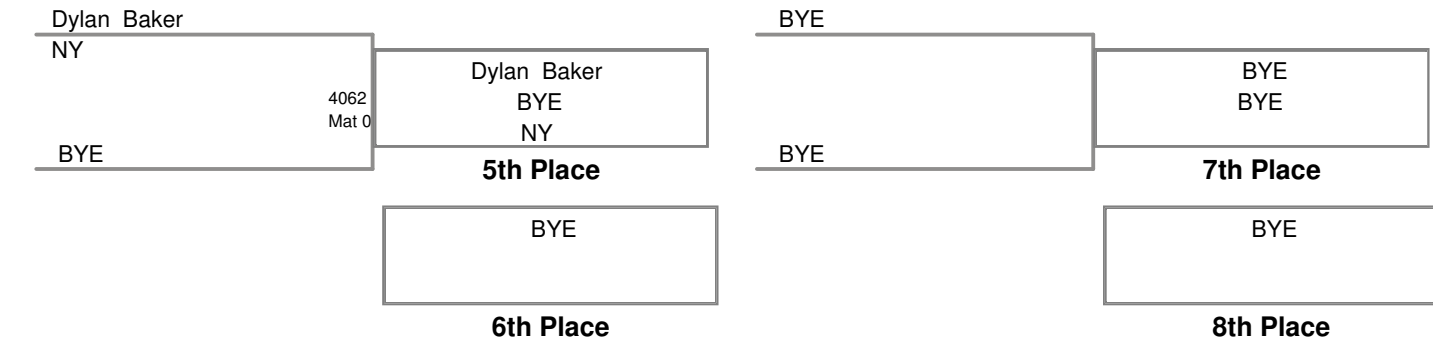 Dylan Baker
NY
4062
Mat 0
BYE
Dylan Baker
BYE
NY
5th Place
BYE
6th Place
BYE
BYE
BYE
BYE
7th Place
BYE
8th Place